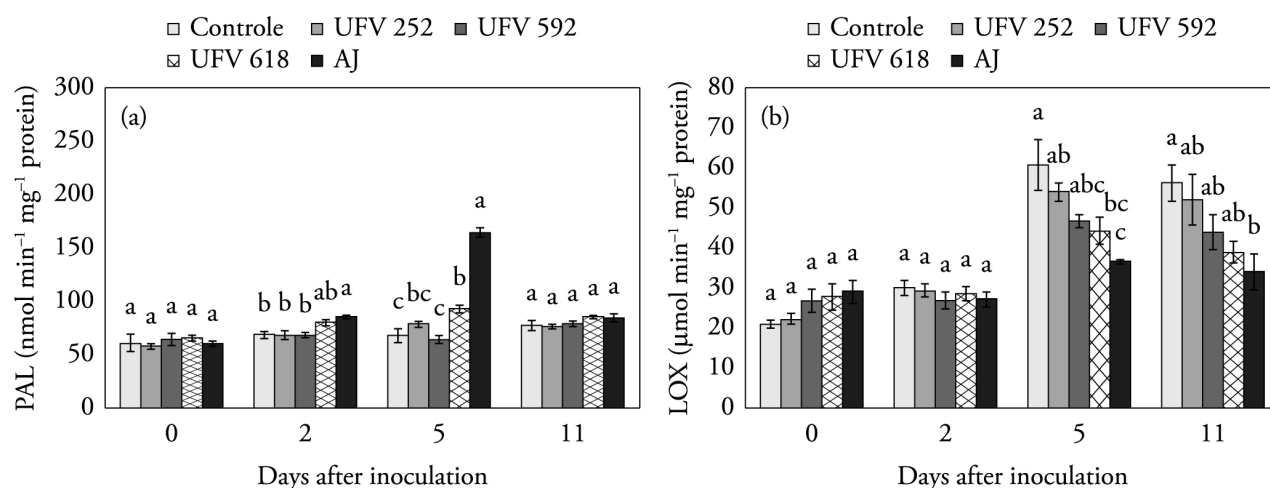 Controle UFV 252 UFV 592
UFV 618 AJ
PAL (nmol min⁻¹ mg⁻¹ protein)
300
250
200
150
100
50
0
(a)
a a a a a
b b b ab a
c bc c b a
a a a a a
0 2 5 11
Days after inoculation
Controle UFV 252 UFV 592
UFV 618 AJ
LOX (μmol min⁻¹ mg⁻¹ protein)
80
70
60
50
40
30
20
10
0
(b)
a a a a a
a a a a a
a ab abc bc c
a ab ab ab b
0 2 5 11
Days after inoculation